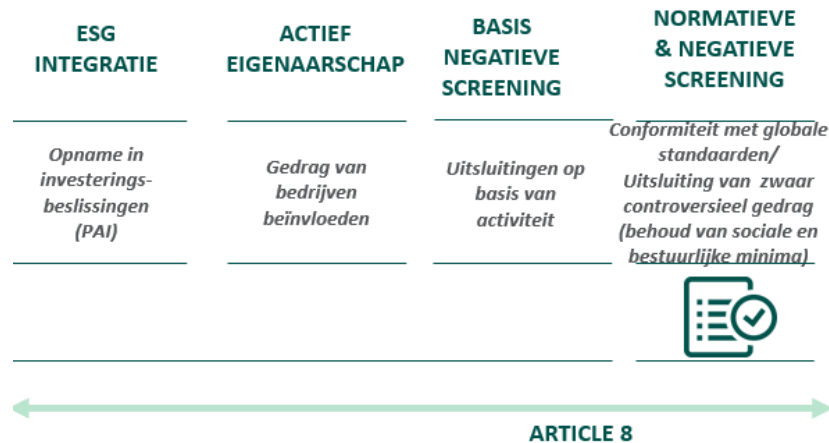 ESG
INTEGRATIE
ACTIEF
EIGENAARSCHAP
BASIS
NEGATIEVE
SCREENING
NORMATIEVE
& NEGATIEVE
SCREENING
Opname in
investerings-
beslissingen
(PAI)
Gedrag van
bedrijven
beïnvloeden
Uitsluitingen op
basis van
activiteit
Conformiteit met globale
standaarden/
Uitsluiting van zwaar
controversieel gedrag
(behoud van sociale en
bestuurlijke minima)
ARTICLE 8